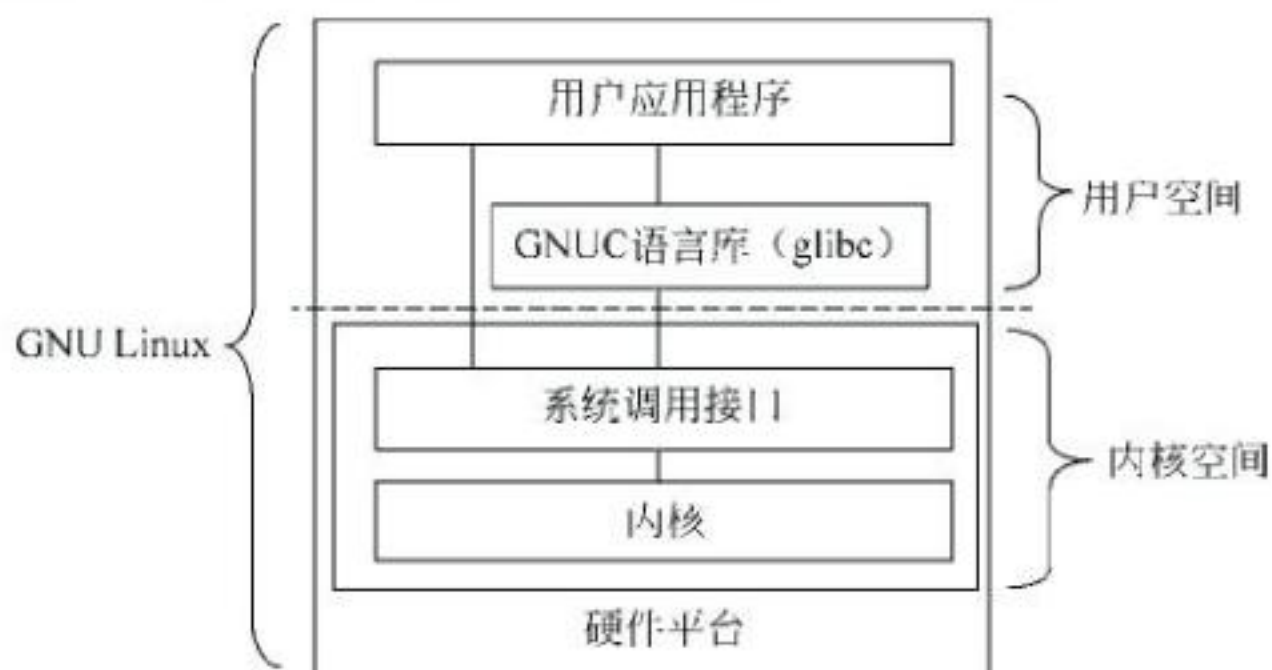 用户应用程序
用户空间
GNUC语言库（glibc）
GNU Linux
系统调用接口
内核空间
内核
硬件平台